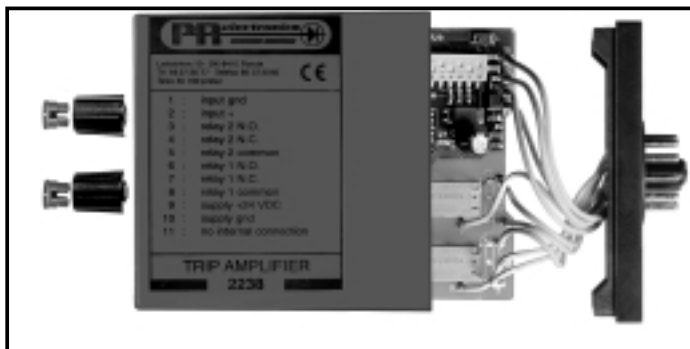 PR electronics
CE
1 : input gnd
2 : input +
3 : relay 2 N.O.
4 : relay 2 N.C.
5 : relay 2 common
6 : relay 1 N.O.
7 : relay 1 N.C.
8 : relay 1 common
9 : supply +24 VDC
10 : supply gnd
11 : no internal connection
TRIP AMPLIFIER
2238